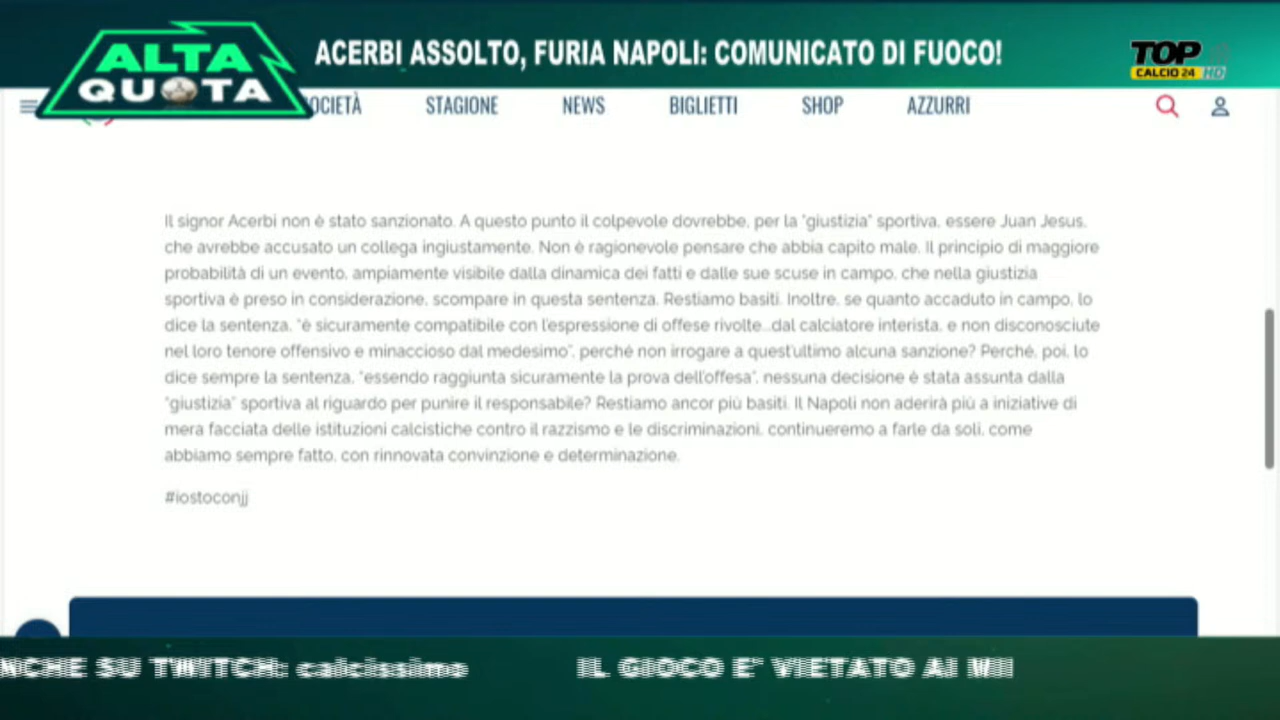 ALTA
QUOTA
ACERBI ASSOLTO, FURIA NAPOLI: COMUNICATO DI FUOCO!
TOP
CALCIO 24 HD
OCIETÀ STAGIONE NEWS BIGLIETTI SHOP AZZURRI
Il signor Acerbi non è stato sanzionato. A questo punto il colpevole dovrebbe, per la "giustizia" sportiva, essere Juan Jesus,
che avrebbe accusato un collega ingiustamente. Non è ragionevole pensare che abbia capito male. Il principio di maggiore
probabilità di un evento, ampiamente visibile dalla dinamica dei fatti e dalle sue scuse in campo, che nella giustizia
sportiva è preso in considerazione, scompare in questa sentenza. Restiamo basiti. Inoltre, se quanto accaduto in campo, lo
dice la sentenza, "è sicuramente compatibile con l'espressione di offese rivolte...dal calciatore interista, e non disconosciute
nel loro tenore offensivo e minaccioso dal medesimo", perché non irrogare a quest'ultimo alcuna sanzione? Perché, poi, lo
dice sempre la sentenza, "essendo raggiunta sicuramente la prova dell'offesa", nessuna decisione è stata assunta dalla
"giustizia" sportiva al riguardo per punire il responsabile? Restiamo ancor più basiti. Il Napoli non aderirà più a iniziative di
mera facciata delle istituzioni calcistiche contro il razzismo e le discriminazioni, continueremo a farle da soli, come
abbiamo sempre fatto, con rinnovata convinzione e determinazione.
#iostoconjj
NCHE SU TWITCH: calcissimo IL GIOCO E' VIETATO AI MI